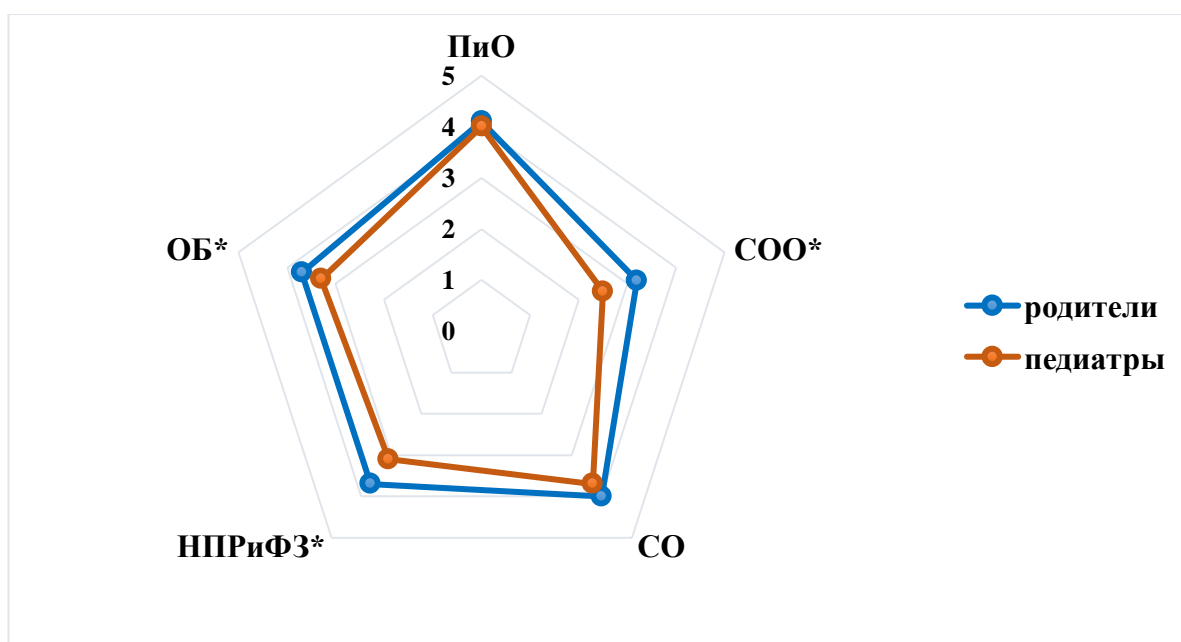 ПиО
5
4
3
2
1
0
СОО*
СО
НПРиФЗ*
ОБ*
родители
педиатры